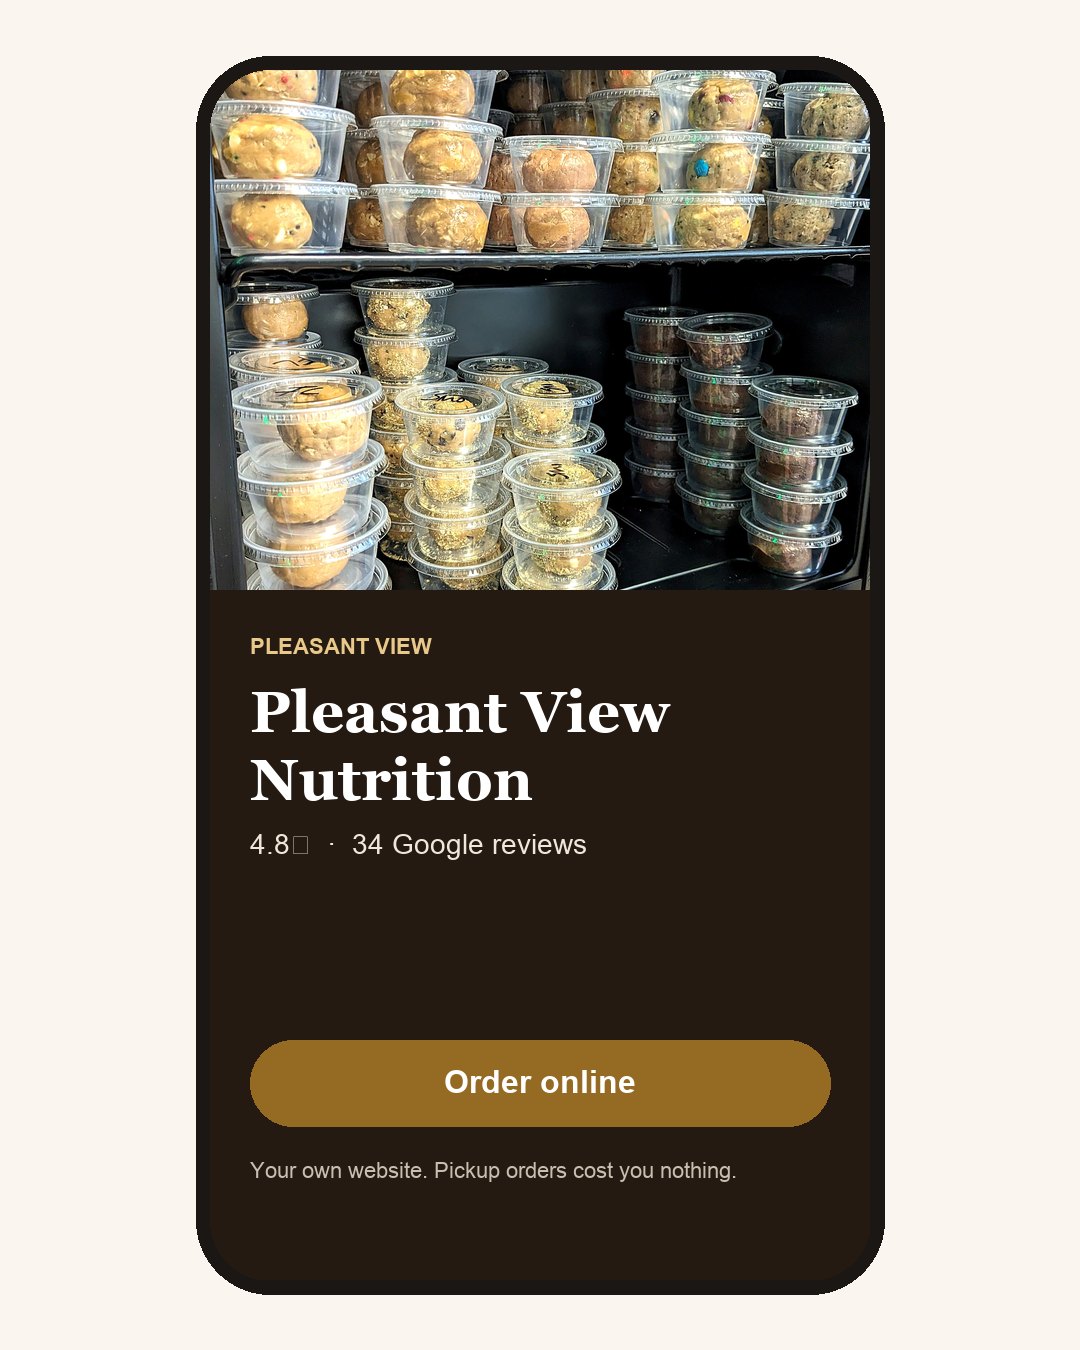 PLEASANT VIEW
Pleasant View
Nutrition
4.8□ · 34 Google reviews
Order online
Your own website. Pickup orders cost you nothing.